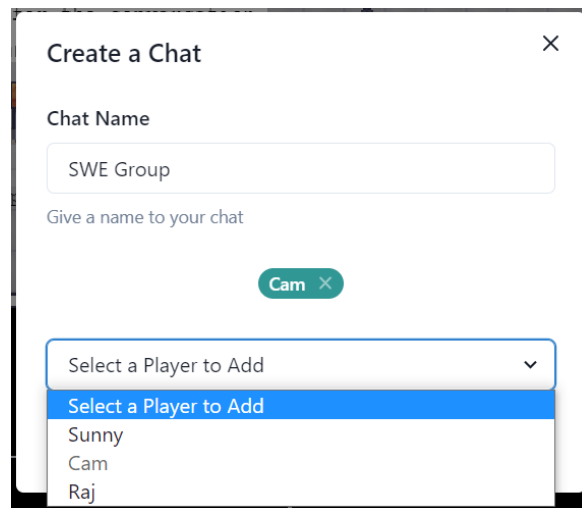 Create a Chat
Chat Name
SWE Group
Give a name to your chat
Cam
Select a Player to Add
Select a Player to Add
Sunny
Cam
Raj